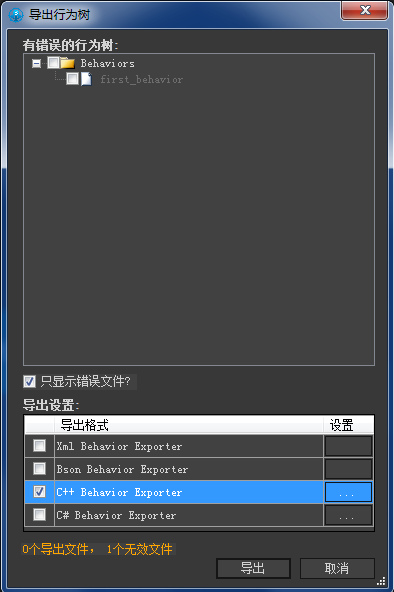 导出行为树
有错误的行为树:
Behaviors
first_behavior
只显示错误文件?
导出设置:
导出格式 设置
Xml Behavior Exporter
Bson Behavior Exporter
C++ Behavior Exporter ...
C# Behavior Exporter ...
0个导出文件， 1个无效文件
导出 取消